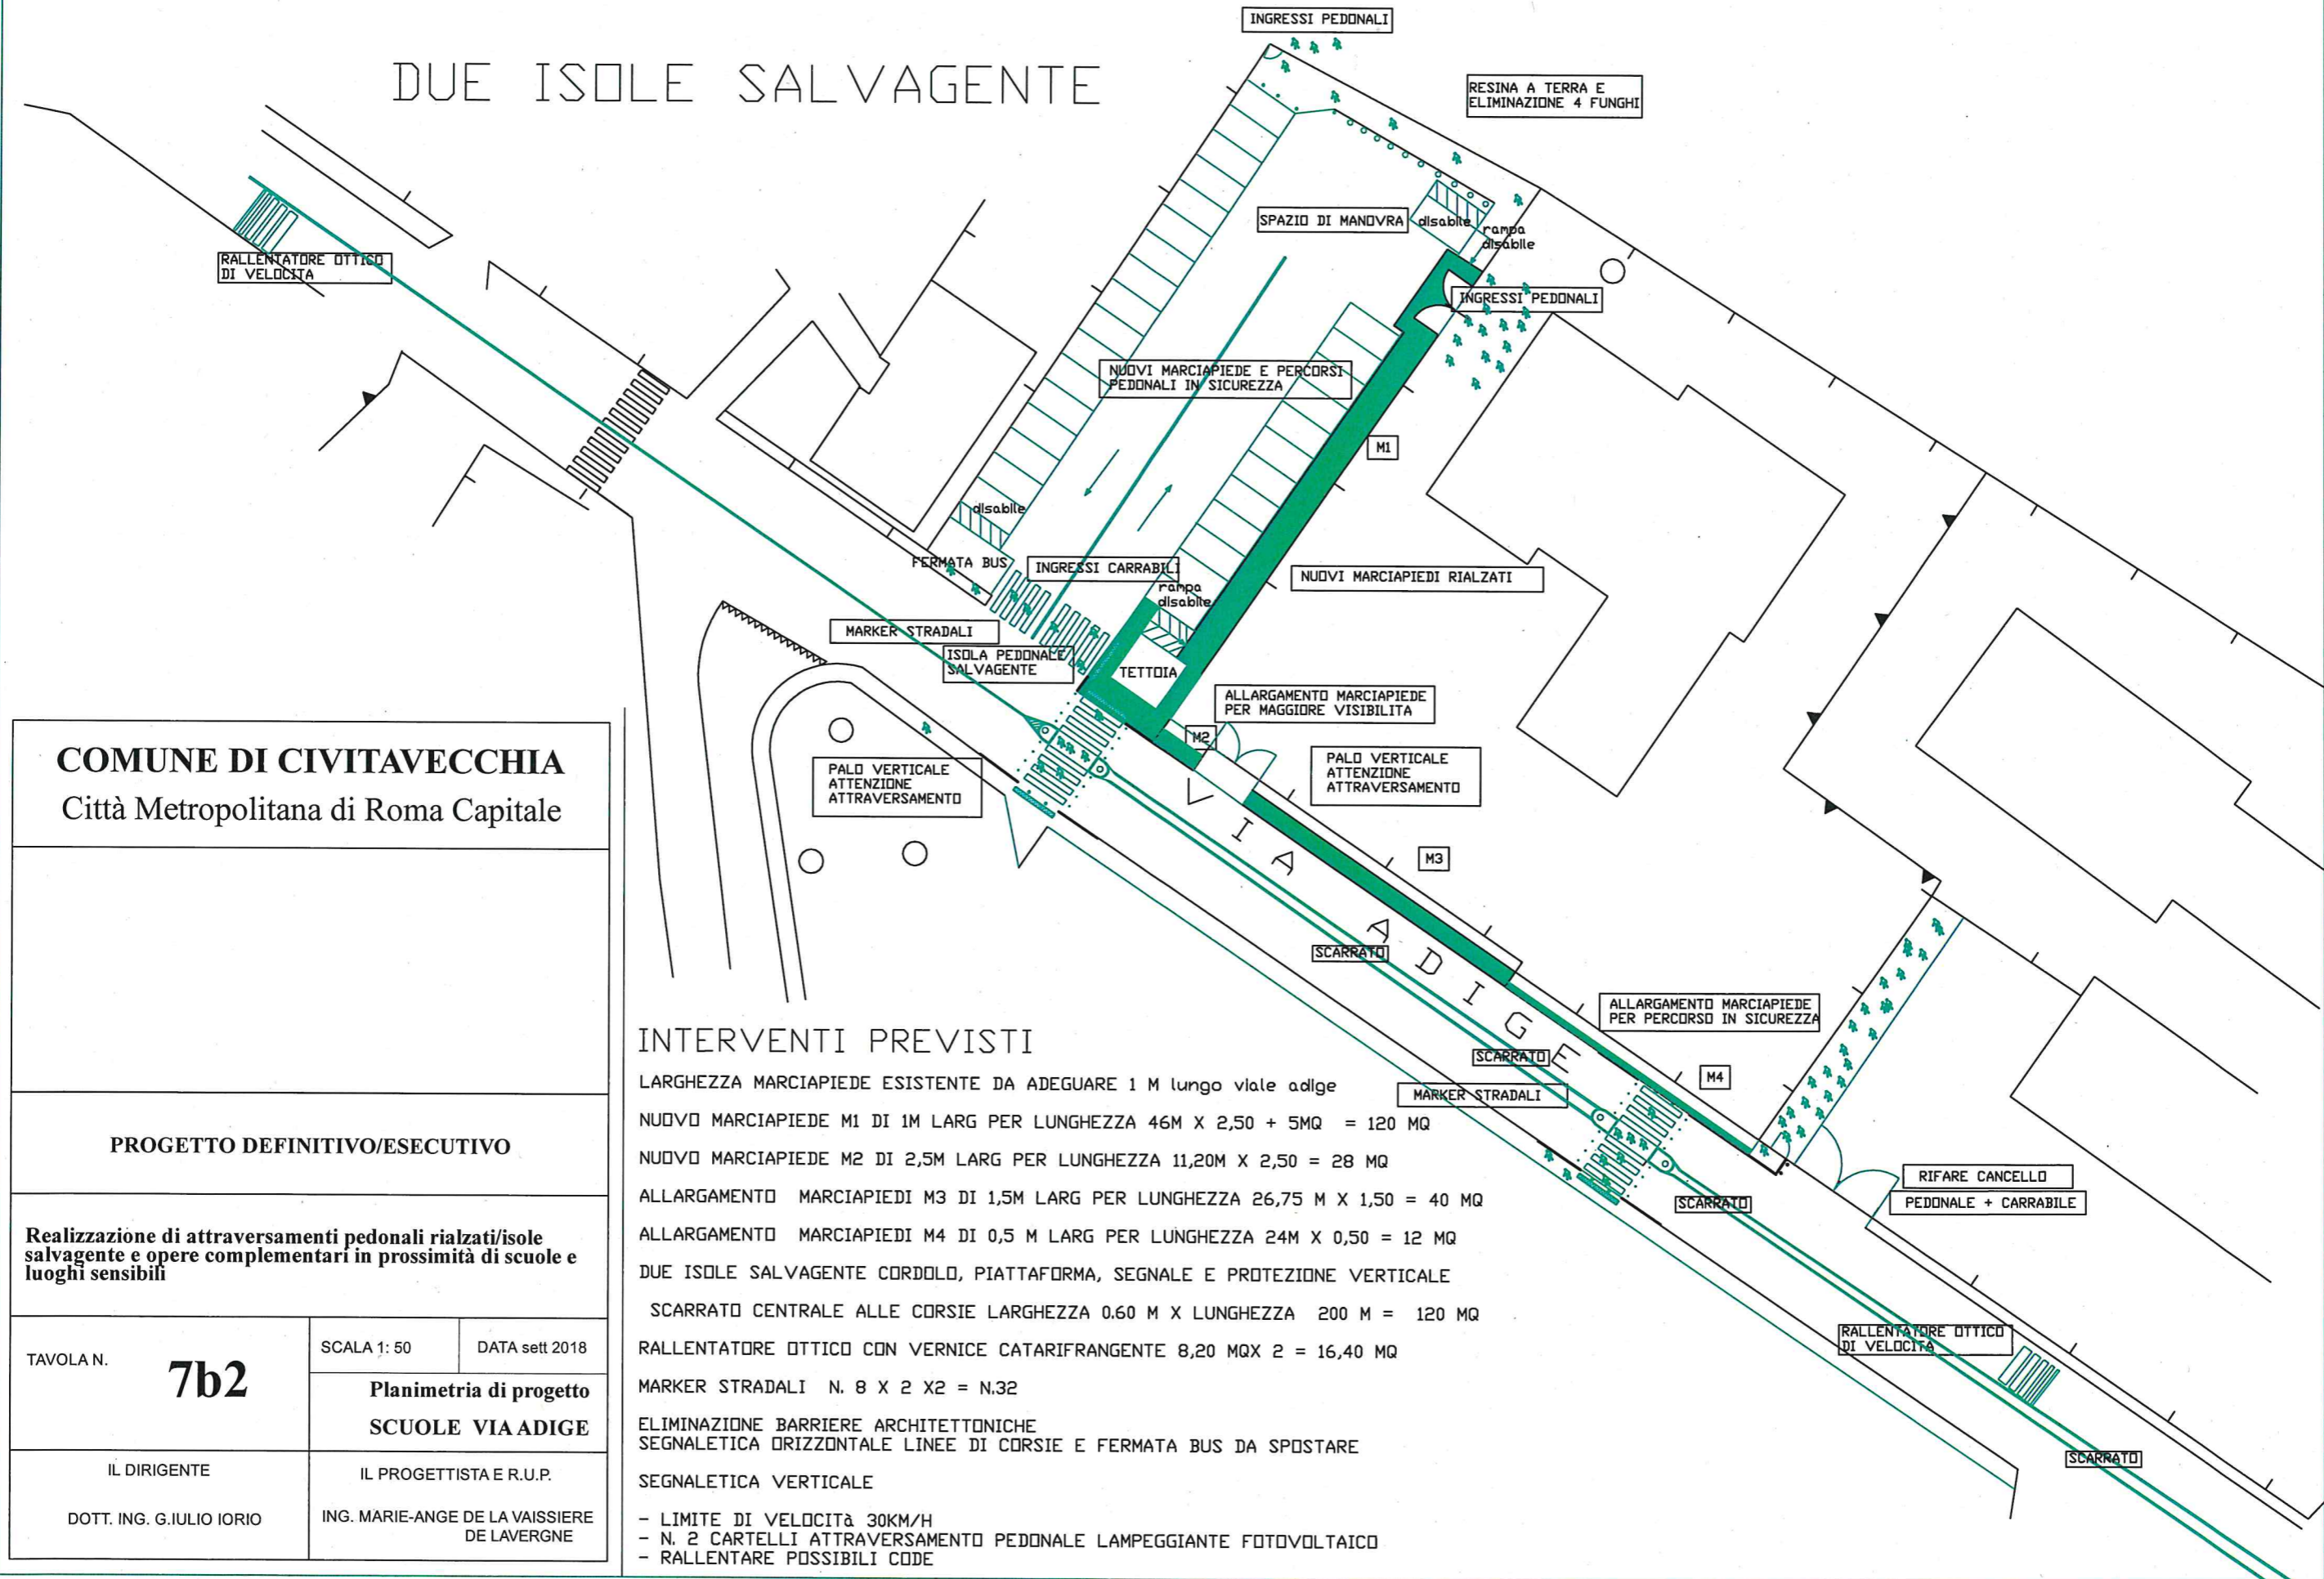 DUE ISOLE SALVAGENTE
INGRESSI PEDONALI
RESINA A TERRA E
ELIMINAZIONE 4 FUNGHI
SPAZIO DI MANOVRA
disabile
rampa
disabile
INGRESSI PEDONALI
RALLENTATORE OTTICO
DI VELOCITA
NUOVI MARCIAPIEDE E PERCORSI
PEDONALI IN SICUREZZA
M1
disabile
FERMATA BUS
INGRESSI CARRABILI
rampa
disabile
NUOVI MARCIAPIEDI RIALZATI
MARKER STRADALI
ISOLA PEDONALE
SALVAGENTE
TETTOIA
ALLARGAMENTO MARCIAPIEDE
PER MAGGIORE VISIBILITA
M2
PALO VERTICALE
ATTENZIONE
ATTRAVERSAMENTO
PALO VERTICALE
ATTENZIONE
ATTRAVERSAMENTO
VIA ADIGE
M3
SCARRATO
ALLARGAMENTO MARCIAPIEDE
PER PERCORSO IN SICUREZZA
SCARRATO
M4
MARKER STRADALI
RIFARE CANCELLO
PEDONALE + CARRABILE
SCARRATO
RALLENTATORE OTTICO
DI VELOCITA
SCARRATO
COMUNE DI CIVITAVECCHIA
Città Metropolitana di Roma Capitale
PROGETTO DEFINITIVO/ESECUTIVO
Realizzazione di attraversamenti pedonali rialzati/isole
salvagente e opere complementari in prossimità di scuole e
luoghi sensibili
TAVOLA N.
7b2
SCALA 1: 50
DATA sett 2018
Planimetria di progetto
SCUOLE VIA ADIGE
IL DIRIGENTE
DOTT. ING. G.IULIO IORIO
IL PROGETTISTA E R.U.P.
ING. MARIE-ANGE DE LA VAISSIERE
DE LAVERGNE
INTERVENTI PREVISTI
LARGHEZZA MARCIAPIEDE ESISTENTE DA ADEGUARE 1 M lungo viale adige
NUOVO MARCIAPIEDE M1 DI 1M LARG PER LUNGHEZZA 46M X 2,50 + 5MQ = 120 MQ
NUOVO MARCIAPIEDE M2 DI 2,5M LARG PER LUNGHEZZA 11,20M X 2,50 = 28 MQ
ALLARGAMENTO MARCIAPIEDI M3 DI 1,5M LARG PER LUNGHEZZA 26,75 M X 1,50 = 40 MQ
ALLARGAMENTO MARCIAPIEDI M4 DI 0,5 M LARG PER LUNGHEZZA 24M X 0,50 = 12 MQ
DUE ISOLE SALVAGENTE CORDOLO, PIATTAFORMA, SEGNALE E PROTEZIONE VERTICALE
SCARRATO CENTRALE ALLE CORSIE LARGHEZZA 0.60 M X LUNGHEZZA 200 M = 120 MQ
RALLENTATORE OTTICO CON VERNICE CATARIFRANGENTE 8,20 MQX 2 = 16,40 MQ
MARKER STRADALI N. 8 X 2 X2 = N.32
ELIMINAZIONE BARRIERE ARCHITETTONICHE
SEGNALETICA ORIZZONTALE LINEE DI CORSIE E FERMATA BUS DA SPOSTARE
SEGNALETICA VERTICALE
- LIMITE DI VELOCITà 30KM/H
- N. 2 CARTELLI ATTRAVERSAMENTO PEDONALE LAMPEGGIANTE FOTOVOLTAICO
- RALLENTARE POSSIBILI CODE